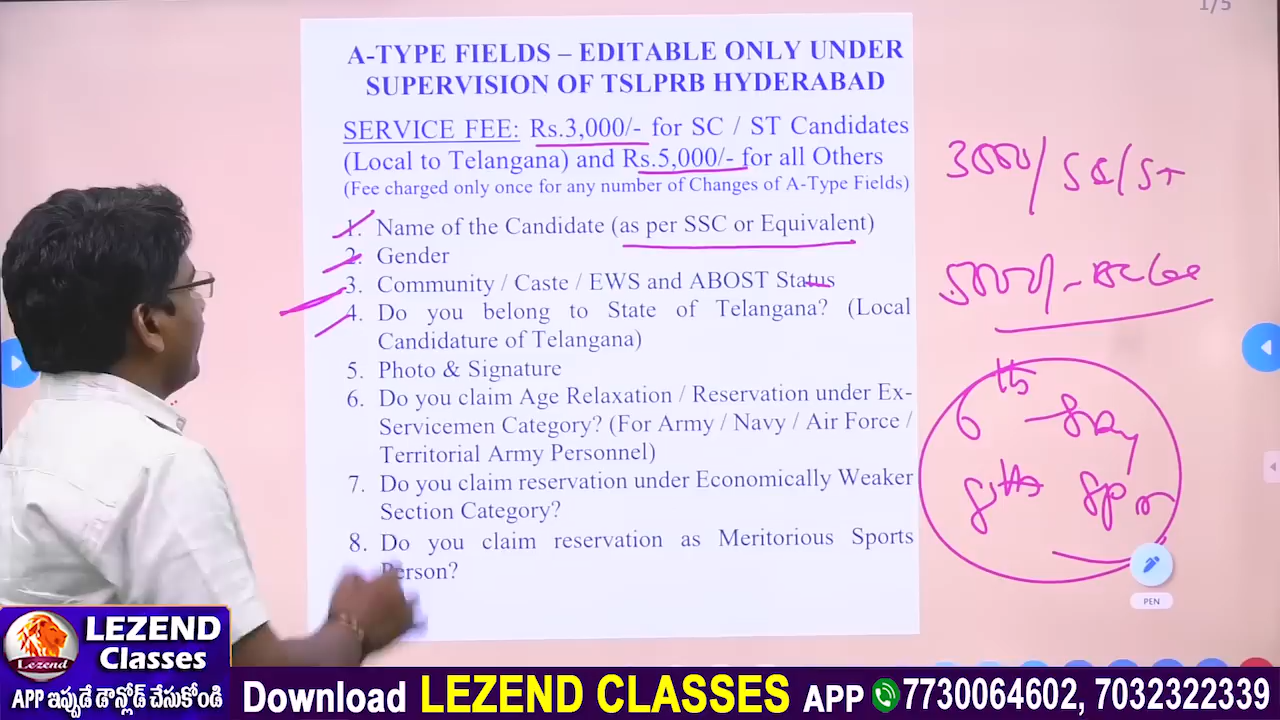 1/5
A-TYPE FIELDS – EDITABLE ONLY UNDER
SUPERVISION OF TSLPRB HYDERABAD
SERVICE FEE: Rs.3,000/- for SC / ST Candidates
(Local to Telangana) and Rs.5,000/- for all Others
(Fee charged only once for any number of Changes of A-Type Fields)
1. Name of the Candidate (as per SSC or Equivalent)
2. Gender
3. Community / Caste / EWS and ABOST Status
4. Do you belong to State of Telangana? (Local
Candidature of Telangana)
5. Photo & Signature
6. Do you claim Age Relaxation / Reservation under Ex-
Servicemen Category? (For Army / Navy / Air Force /
Territorial Army Personnel)
7. Do you claim reservation under Economically Weaker
Section Category?
8. Do you claim reservation as Meritorious Sports
Person?
3000/ SC/ST
5000/-
6th
8th
PEN
LEZEND
Classes
Lezend
APP ఇప్పుడే డౌన్లోడ్ చేసుకోండి
Download LEZEND CLASSES APP 7730064602, 7032322339